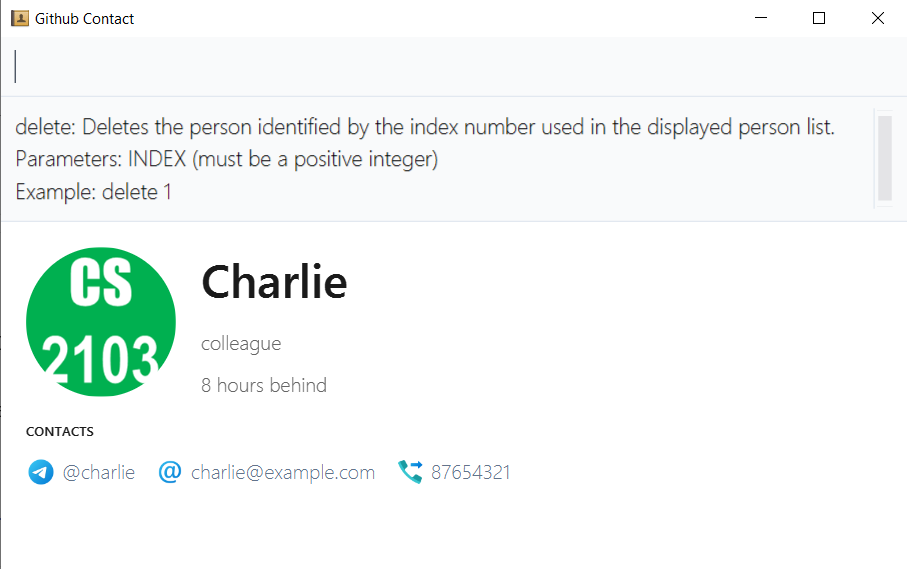 Github Contact
delete: Deletes the person identified by the index number used in the displayed person list.
Parameters: INDEX (must be a positive integer)
Example: delete 1
CS
2103
Charlie
colleague
8 hours behind
CONTACTS
@charlie charlie@example.com 87654321